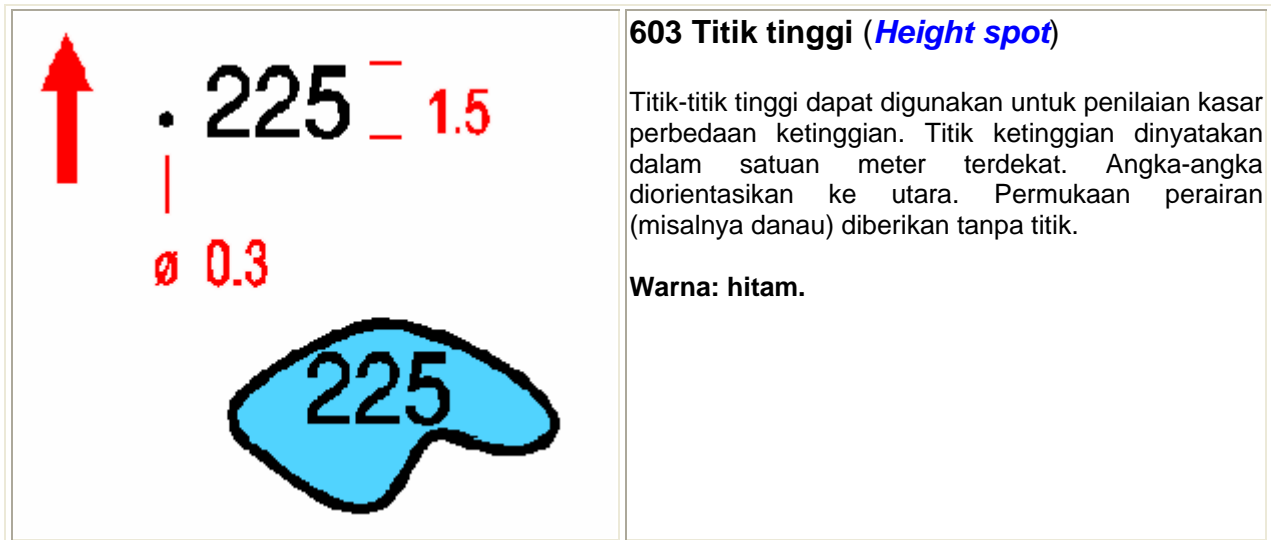 . 225
1.5
ø 0.3
225
603 Titik tinggi (Height spot)
Titik-titik tinggi dapat digunakan untuk penilaian kasar
perbedaan ketinggian. Titik ketinggian dinyatakan
dalam satuan meter terdekat. Angka-angka
diorientasikan ke utara. Permukaan perairan
(misalnya danau) diberikan tanpa titik.
Warna: hitam.